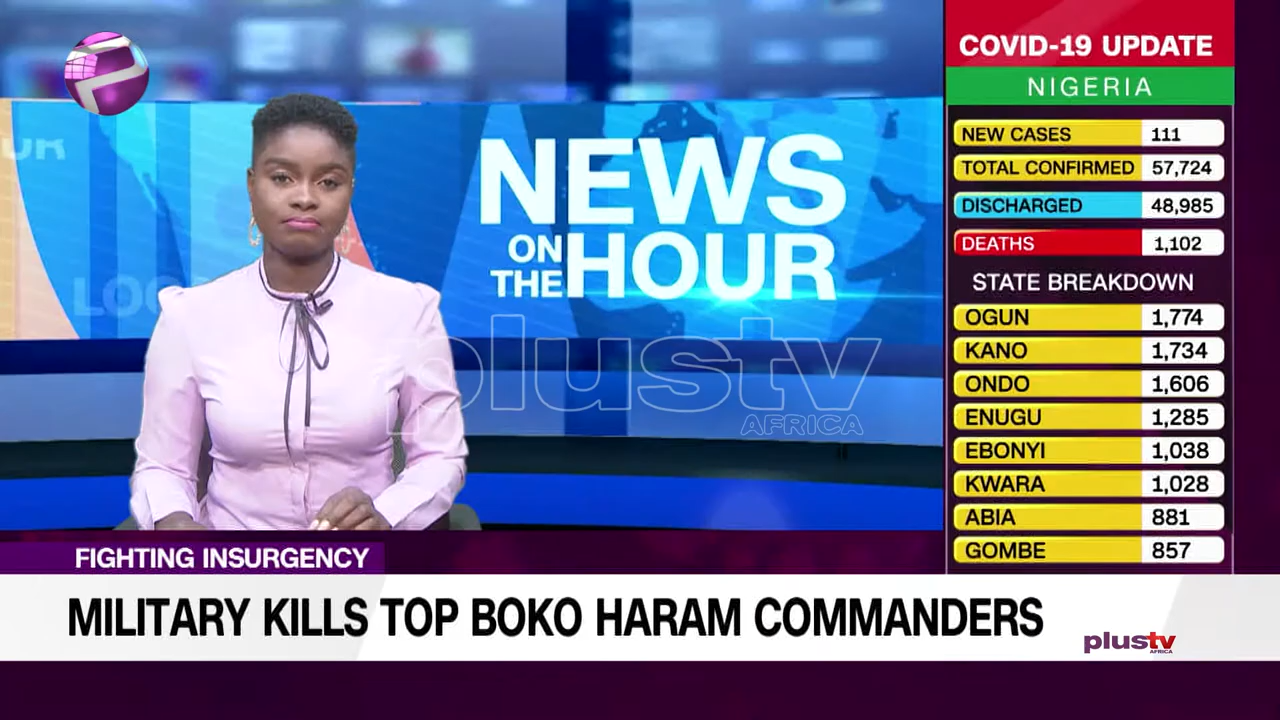 UR
LOC
NEWS
ON
THE HOUR
plustv
AFRICA
COVID-19 UPDATE
NIGERIA
NEW CASES 111
TOTAL CONFIRMED 57,724
DISCHARGED 48,985
DEATHS 1,102
STATE BREAKDOWN
OGUN 1,774
KANO 1,734
ONDO 1,606
ENUGU 1,285
EBONYI 1,038
KWARA 1,028
ABIA 881
GOMBE 857
FIGHTING INSURGENCY
MILITARY KILLS TOP BOKO HARAM COMMANDERS
plustv
AFRICA